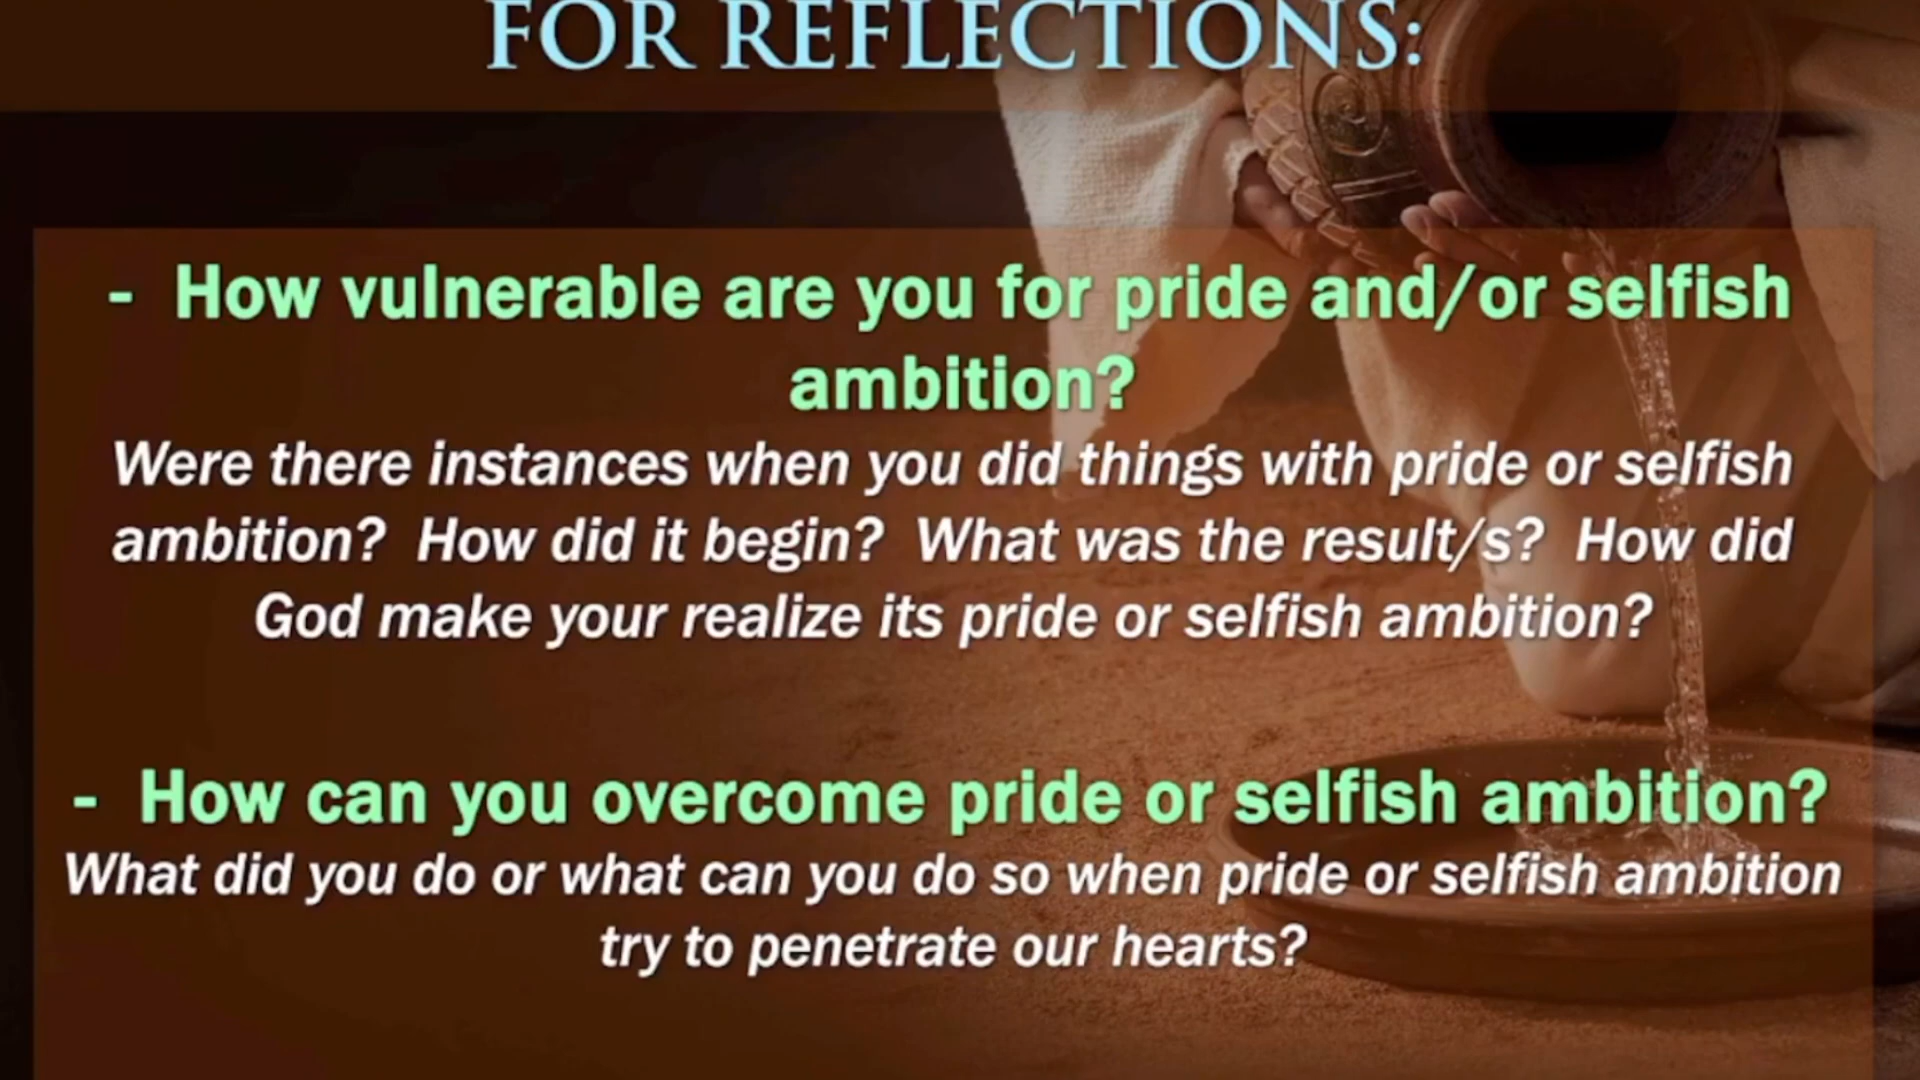 FOR REFLECTIONS:
- How vulnerable are you for pride and/or selfish
ambition?
Were there instances when you did things with pride or selfish
ambition? How did it begin? What was the result/s? How did
God make your realize its pride or selfish ambition?
- How can you overcome pride or selfish ambition?
What did you do or what can you do so when pride or selfish ambition
try to penetrate our hearts?